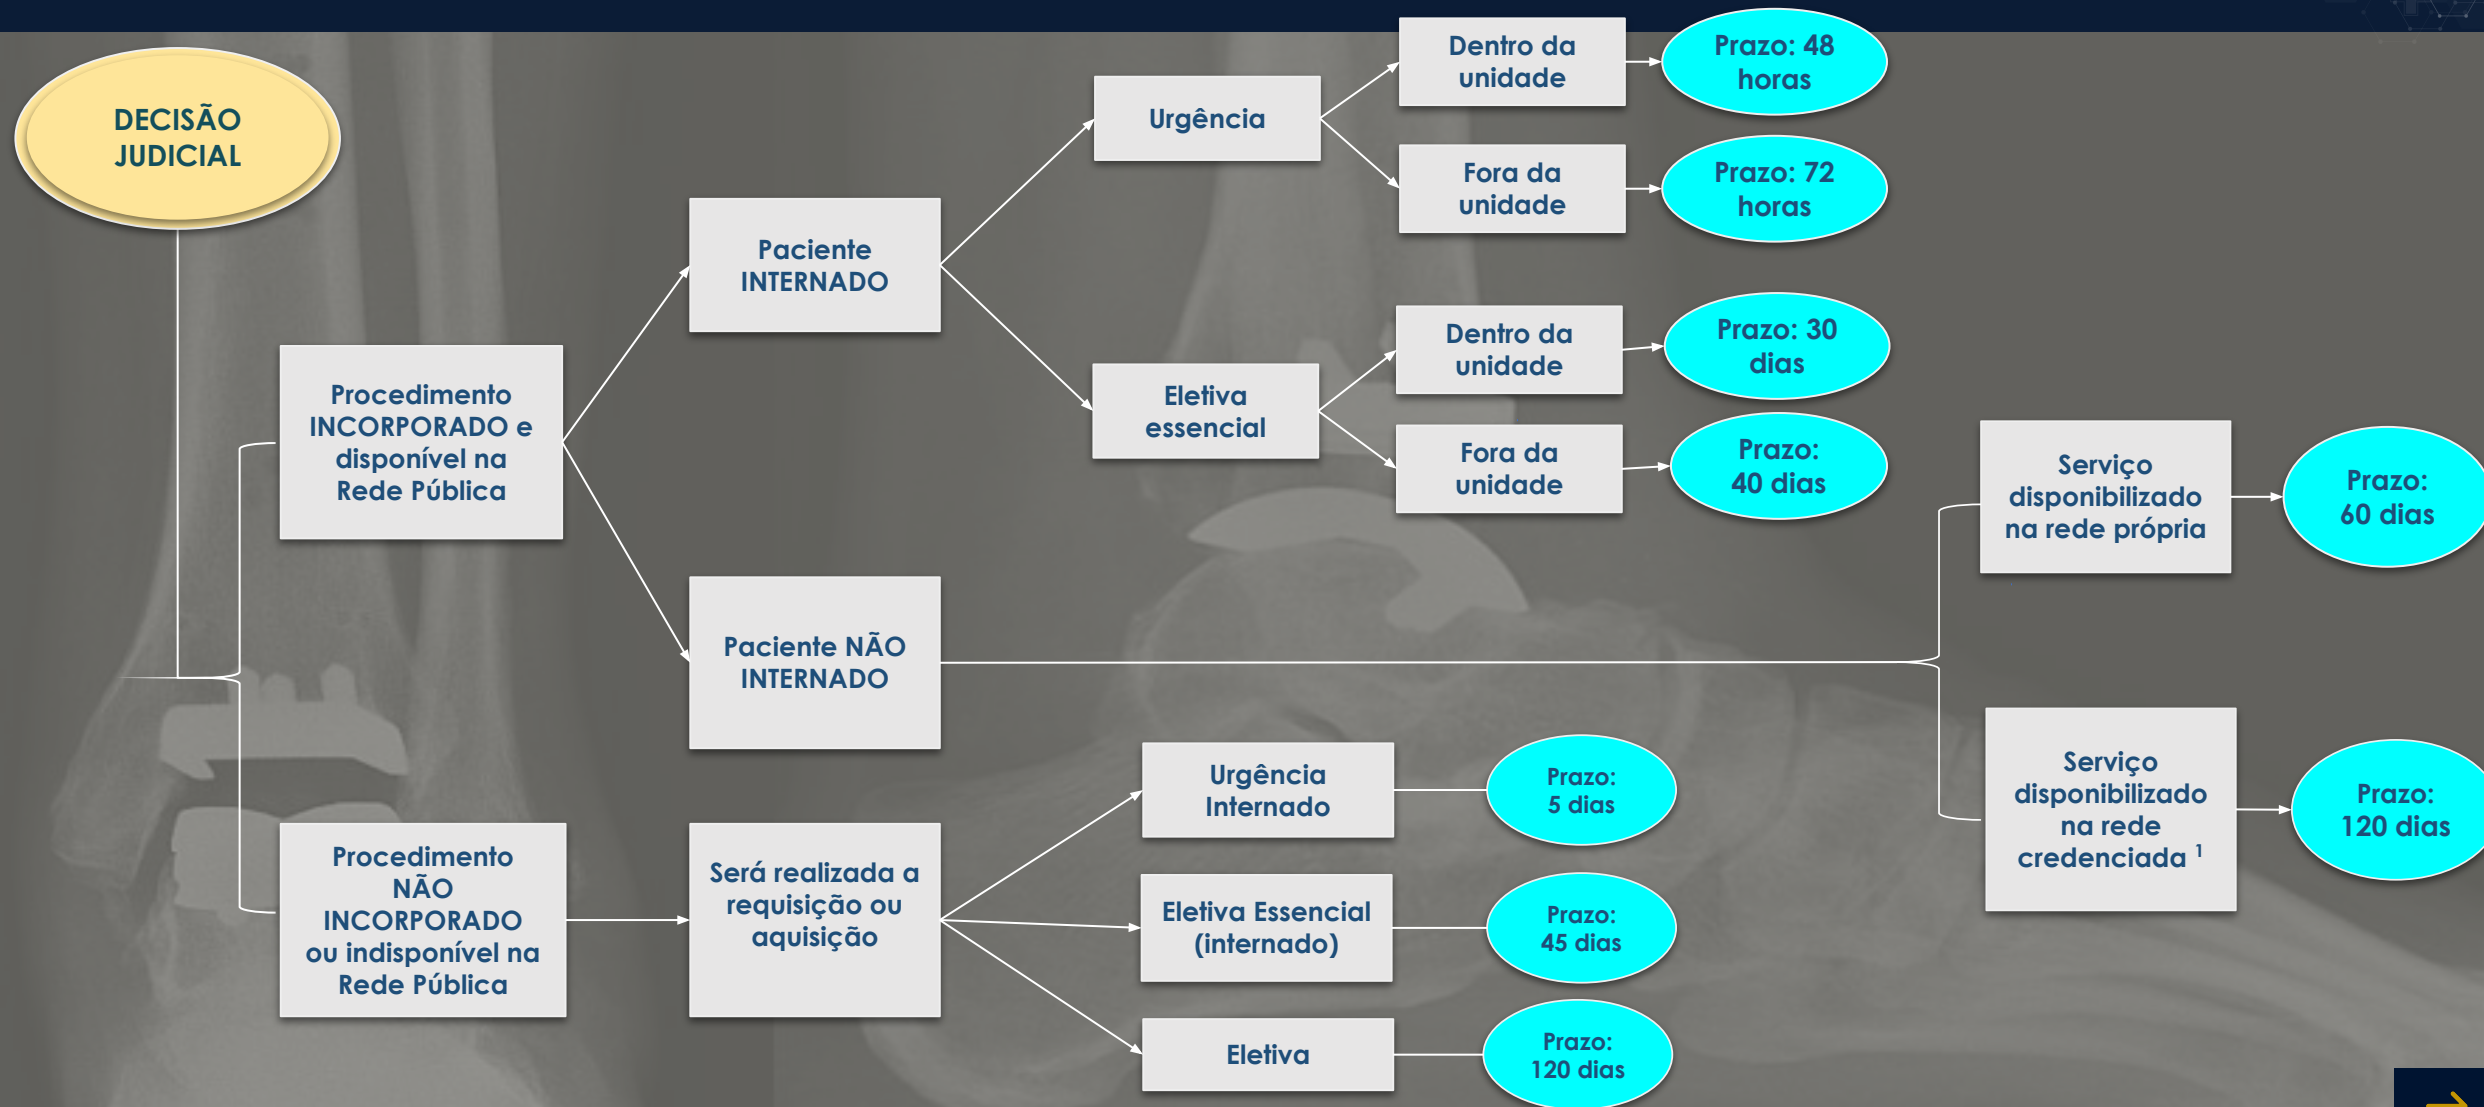 DECISÃO
JUDICIAL
Procedimento
INCORPORADO e
disponível na
Rede Pública
Paciente
INTERNADO
Urgência
Dentro da
unidade
Prazo: 48
horas
Fora da
unidade
Prazo: 72
horas
Eletiva
essencial
Dentro da
unidade
Prazo: 30
dias
Fora da
unidade
Prazo:
40 dias
Paciente NÃO
INTERNADO
Serviço
disponibilizado
na rede própria
Prazo:
60 dias
Serviço
disponibilizado
na rede
credenciada ¹
Prazo:
120 dias
Procedimento
NÃO
INCORPORADO
ou indisponível na
Rede Pública
Será realizada a
requisição ou
aquisição
Urgência
Internado
Prazo:
5 dias
Eletiva Essencial
(internado)
Prazo:
45 dias
Eletiva
Prazo:
120 dias